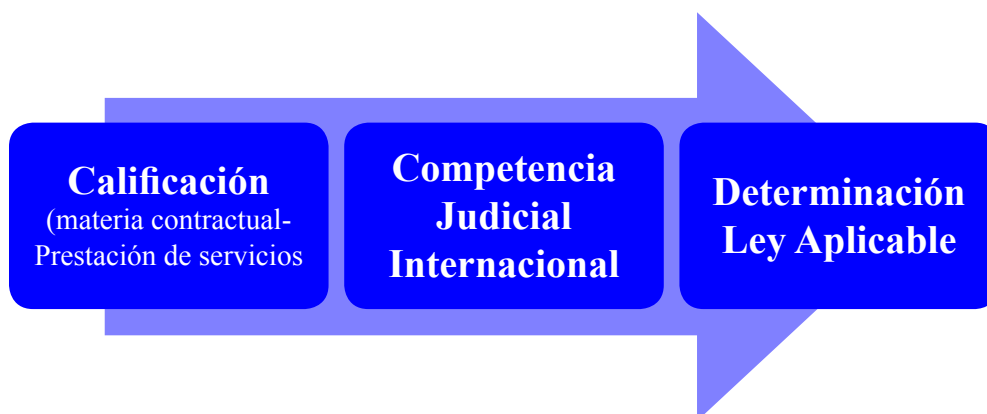 Calificación
(materia contractual-
Prestación de servicios
Competencia
Judicial
Internacional
Determinación
Ley Aplicable